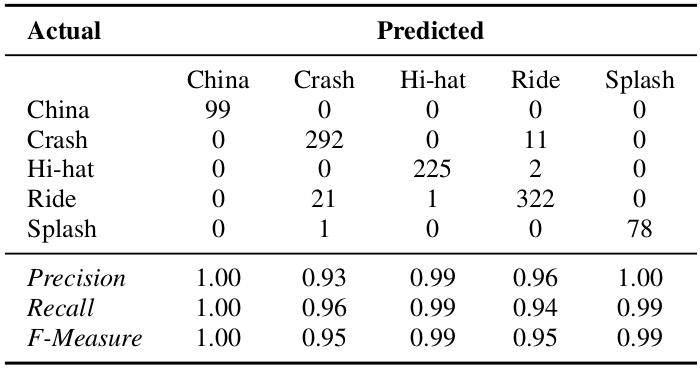 Actual Predicted
China Crash Hi-hat Ride Splash
China 99 0 0 0 0
Crash 0 292 0 11 0
Hi-hat 0 0 225 2 0
Ride 0 21 1 322 0
Splash 0 1 0 0 78
Precision 1.00 0.93 0.99 0.96 1.00
Recall 1.00 0.96 0.99 0.94 0.99
F-Measure 1.00 0.95 0.99 0.95 0.99